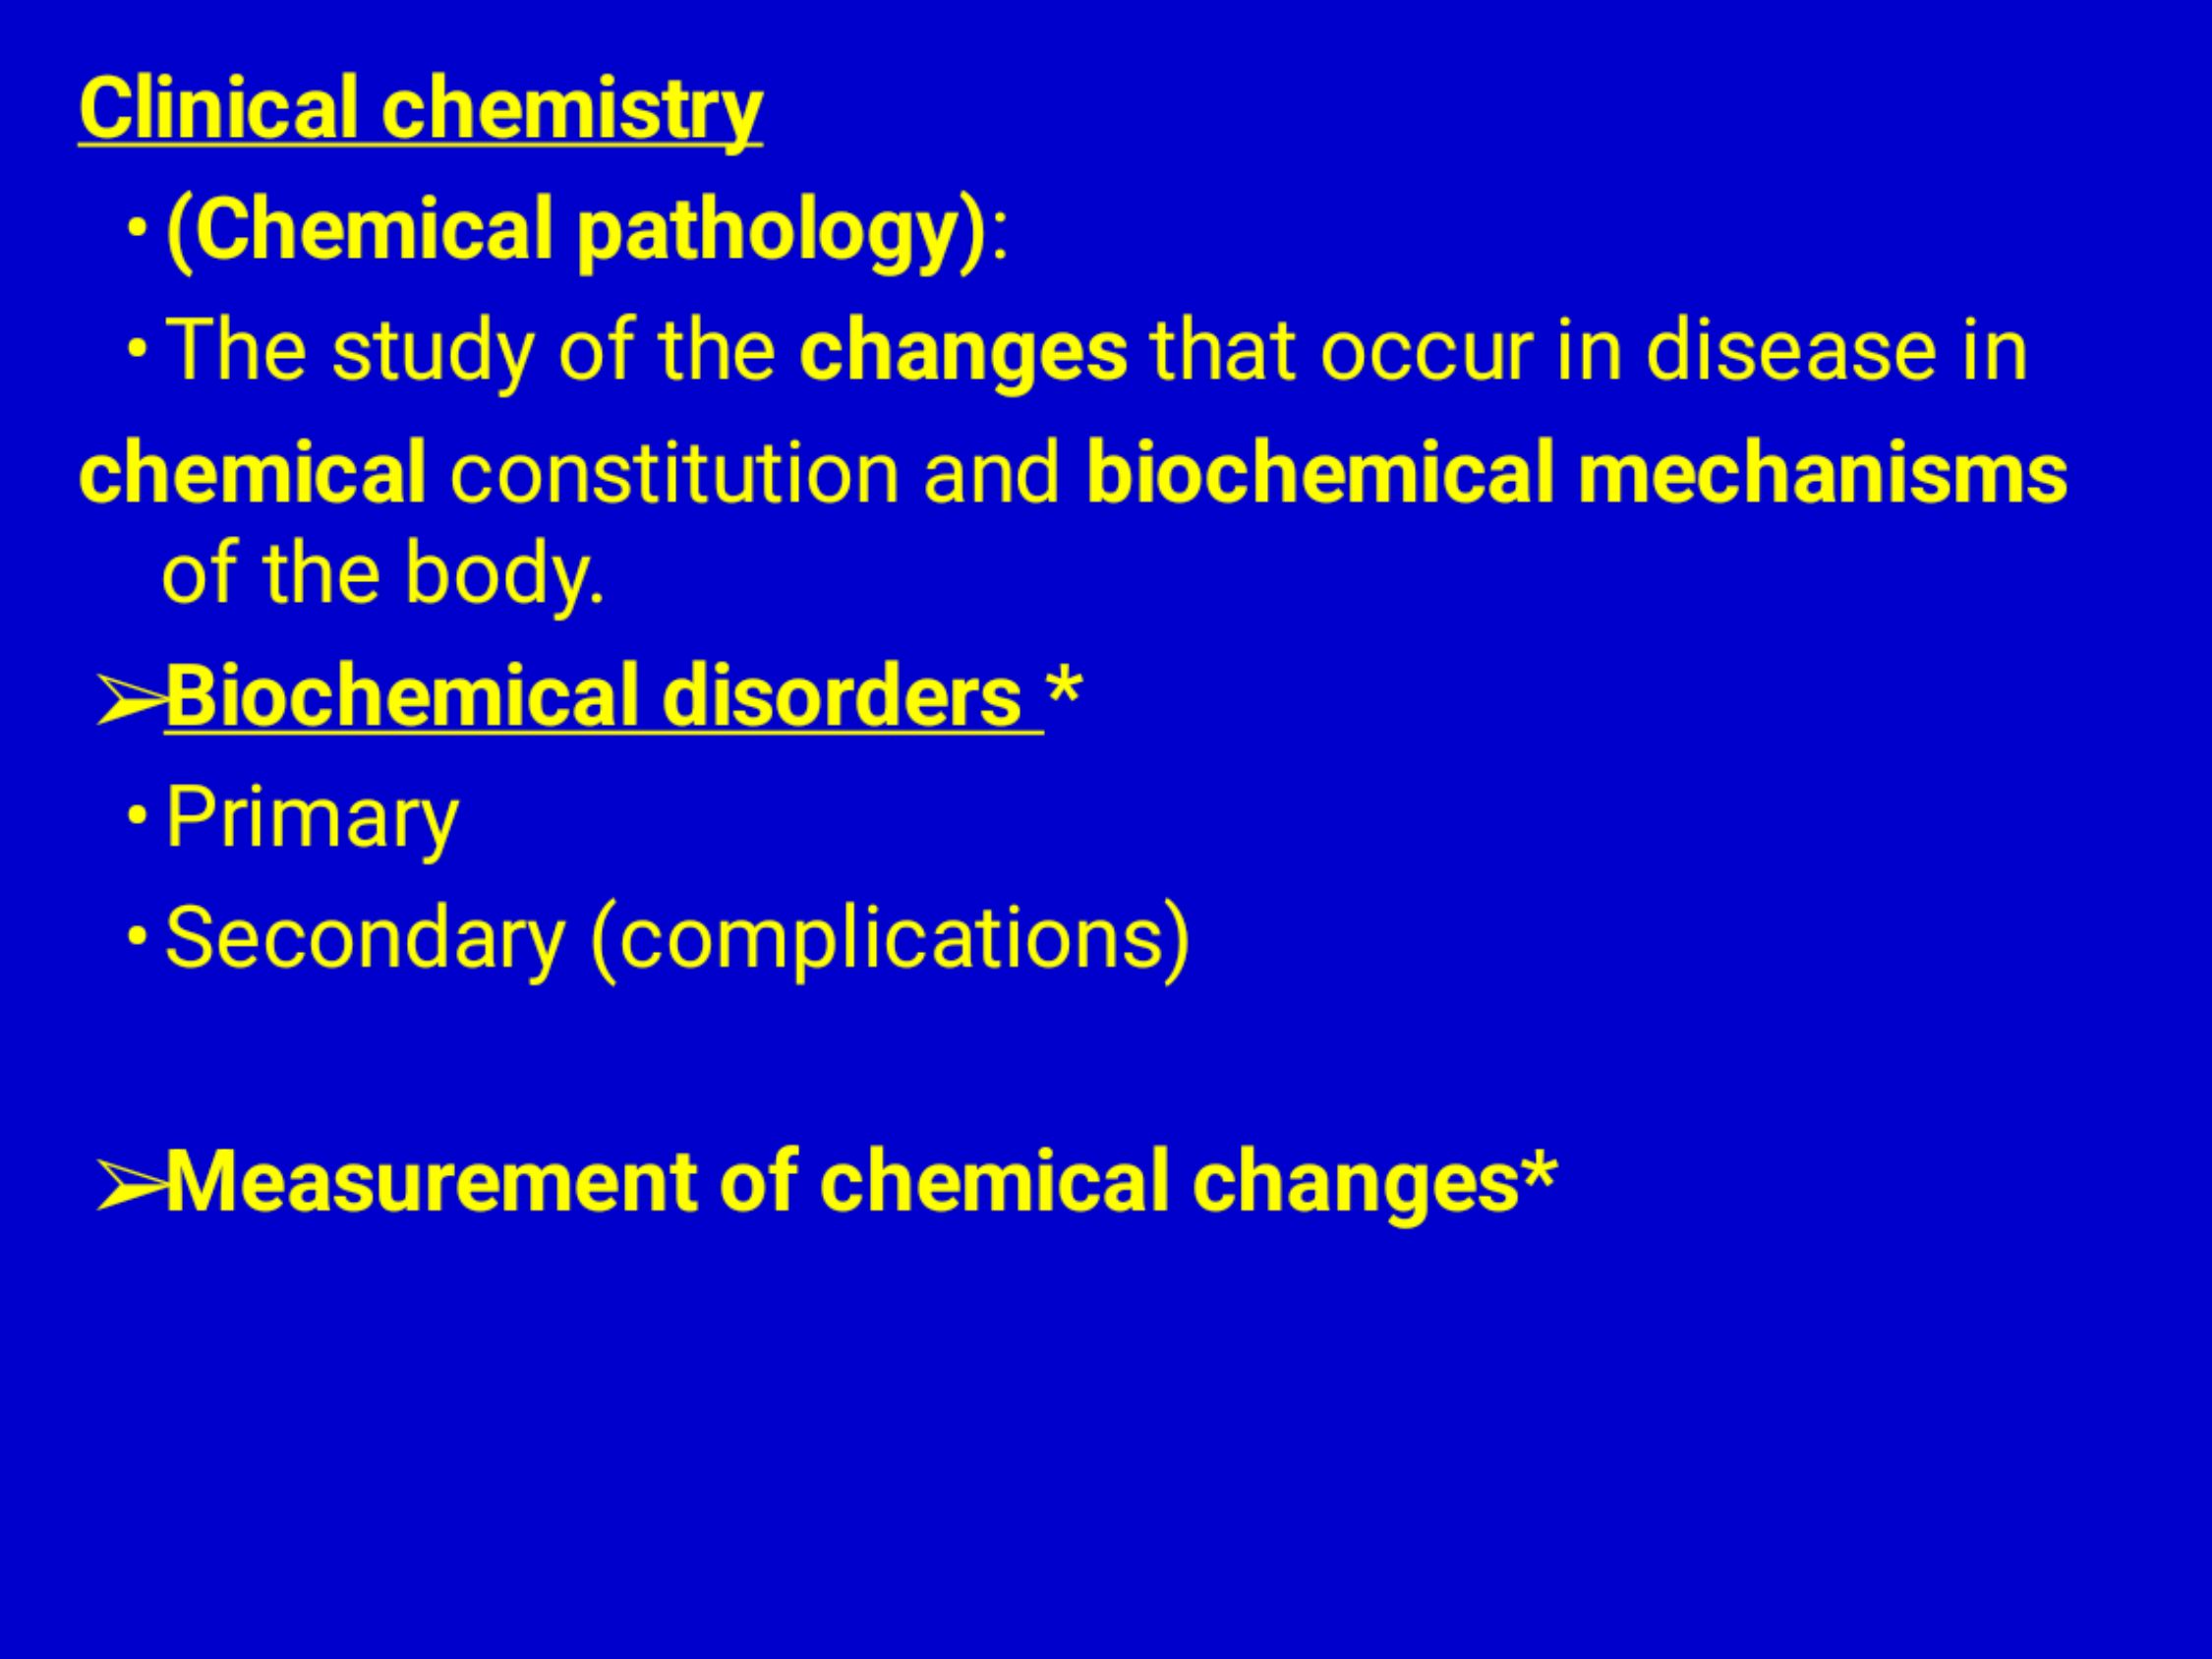 Clinical chemistry
• (Chemical pathology):
• The study of the changes that occur in disease in
chemical constitution and biochemical mechanisms
of the body.
➢Biochemical disorders *
• Primary
• Secondary (complications)
➢Measurement of chemical changes*